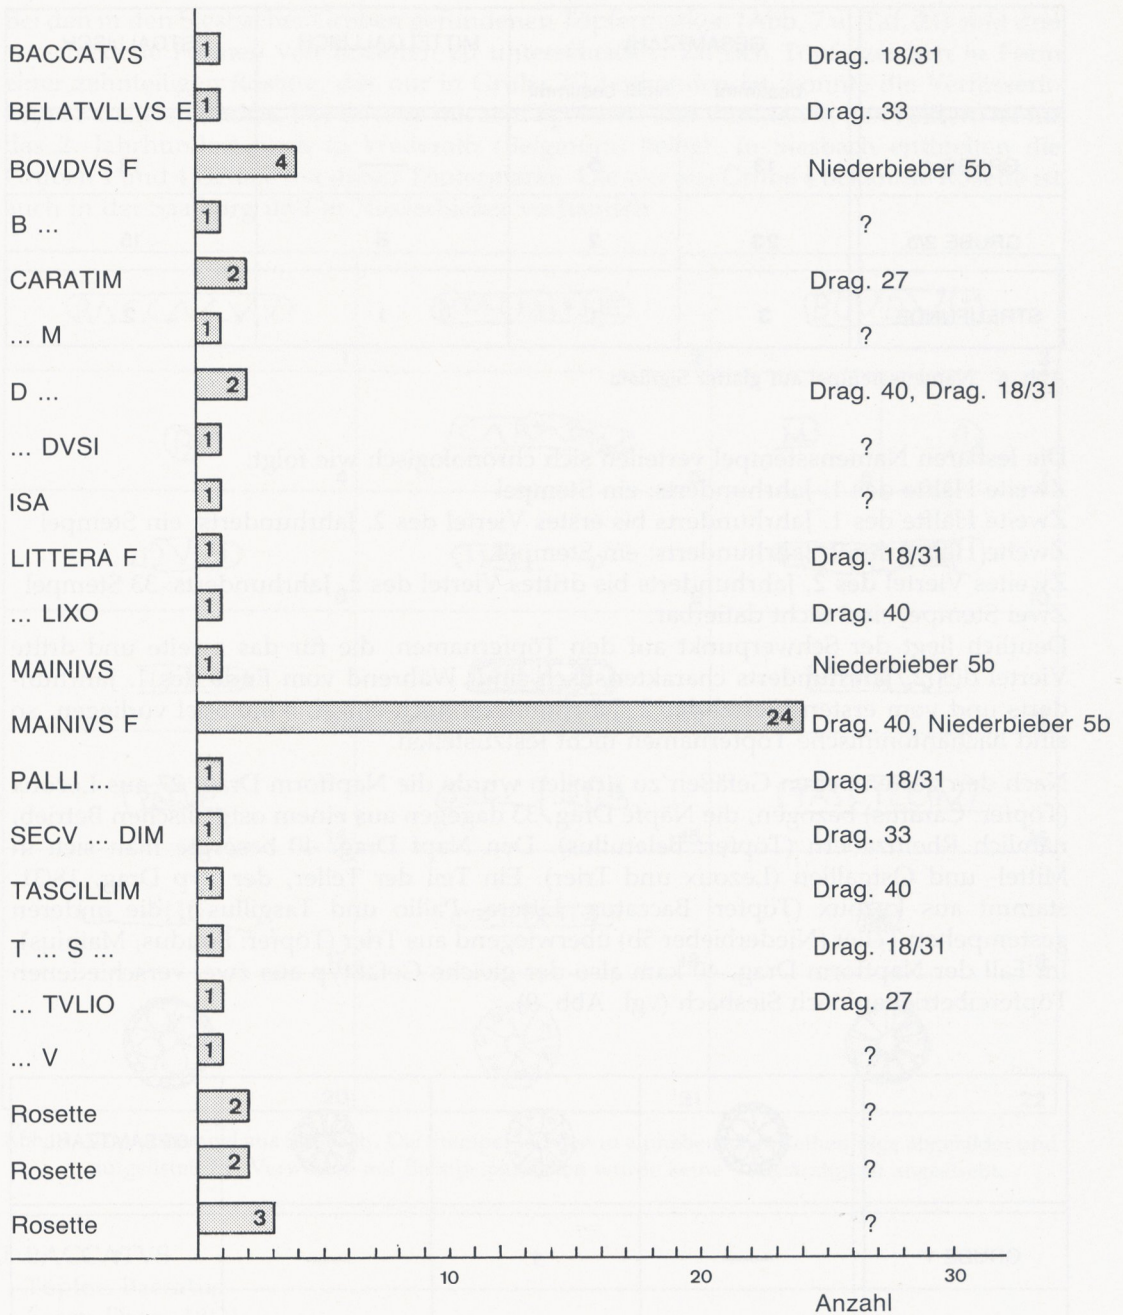 BACCATVS 1 Drag. 18/31
BELATVLLVS E 1 Drag. 33
BOVDVS F 4 Niederbieber 5b
B ... 1 ?
CARATIM 2 Drag. 27
... M 1 ?
D ... 2 Drag. 40, Drag. 18/31
... DVSI 1 ?
ISA 1 ?
LITTERA F 1 Drag. 18/31
... LIXO 1 Drag. 40
MAINIVS 1 Niederbieber 5b
MAINIVS F 24 Drag. 40, Niederbieber 5b
PALLI ... 1 Drag. 18/31
SECV ... DIM 1 Drag. 33
TASCILLIM 1 Drag. 40
T ... S ... 1 Drag. 18/31
... TVLIO 1 Drag. 27
... V 1 ?
Rosette 2 ?
Rosette 2 ?
Rosette 3 ?
10 20 30
Anzahl